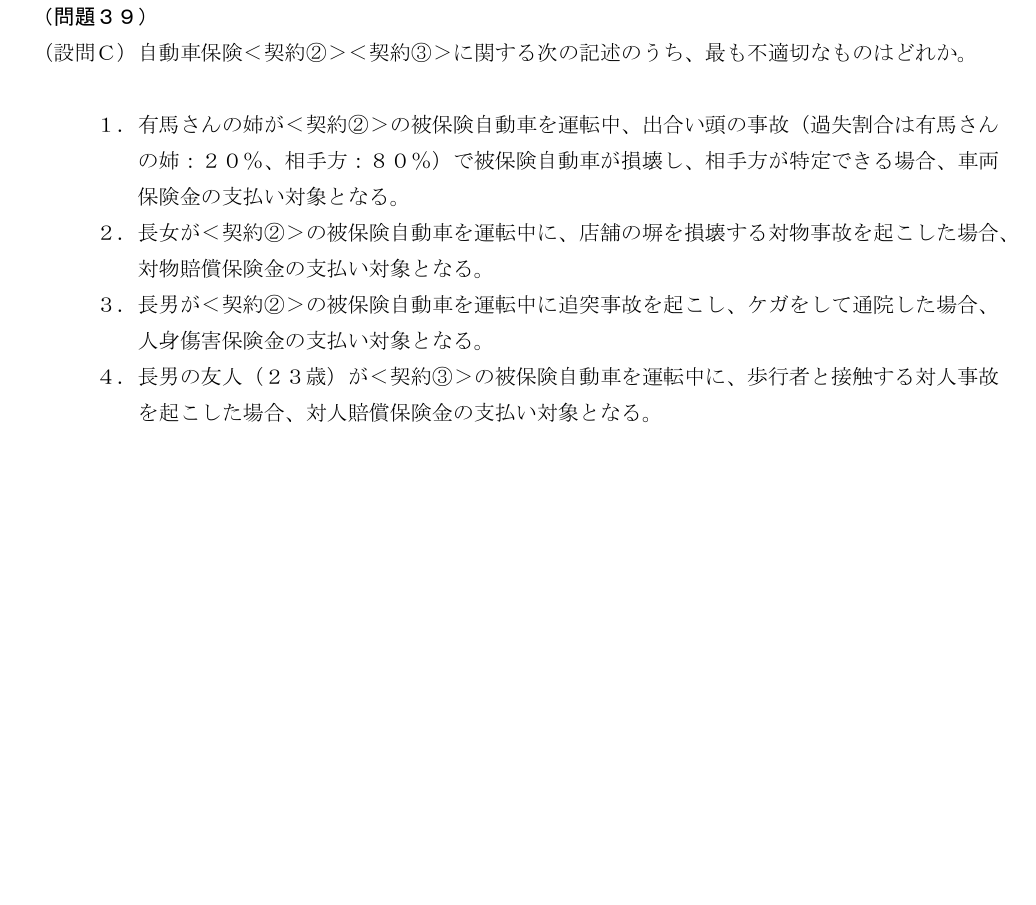 （問題３９）
（設問Ｃ）自動車保険＜契約②＞＜契約③＞に関する次の記述のうち、最も不適切なものはどれか。
１．有馬さんの姉が＜契約②＞の被保険自動車を運転中、出合い頭の事故（過失割合は有馬さん
の姉：２０％、相手方：８０％）で被保険自動車が損壊し、相手方が特定できる場合、車両
保険金の支払い対象となる。
２．長女が＜契約②＞の被保険自動車を運転中に、店舗の塀を損壊する対物事故を起こした場合、
対物賠償保険金の支払い対象となる。
３．長男が＜契約②＞の被保険自動車を運転中に追突事故を起こし、ケガをして通院した場合、
人身傷害保険金の支払い対象となる。
４．長男の友人（２３歳）が＜契約③＞の被保険自動車を運転中に、歩行者と接触する対人事故
を起こした場合、対人賠償保険金の支払い対象となる。